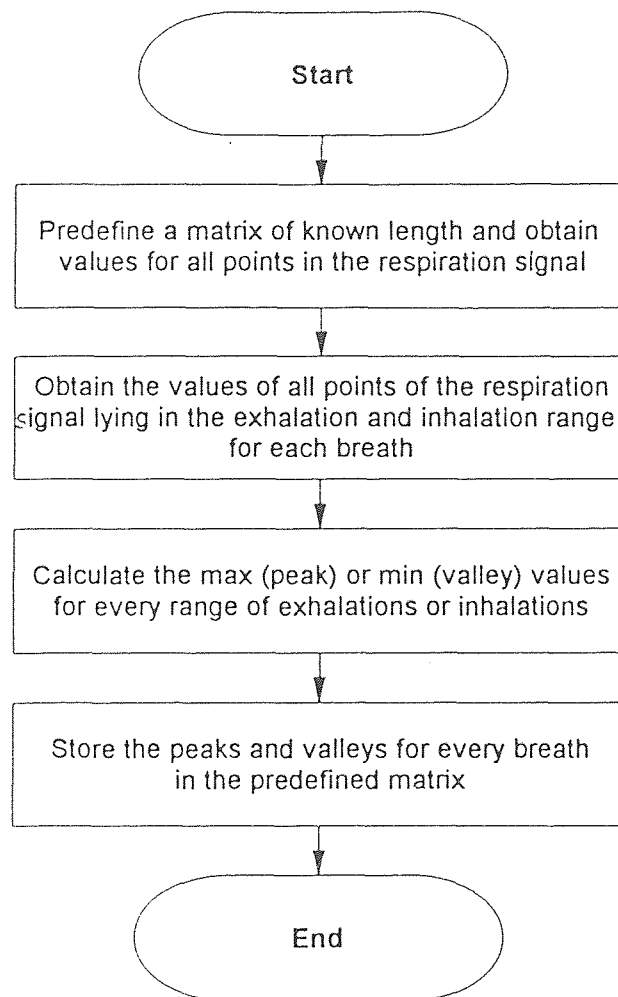 Start
Predefine a matrix of known length and obtain
values for all points in the respiration signal
Obtain the values of all points of the respiration
signal lying in the exhalation and inhalation range
for each breath
Calculate the max (peak) or min (valley) values
for every range of exhalations or inhalations
Store the peaks and valleys for every breath
in the predefined matrix
End